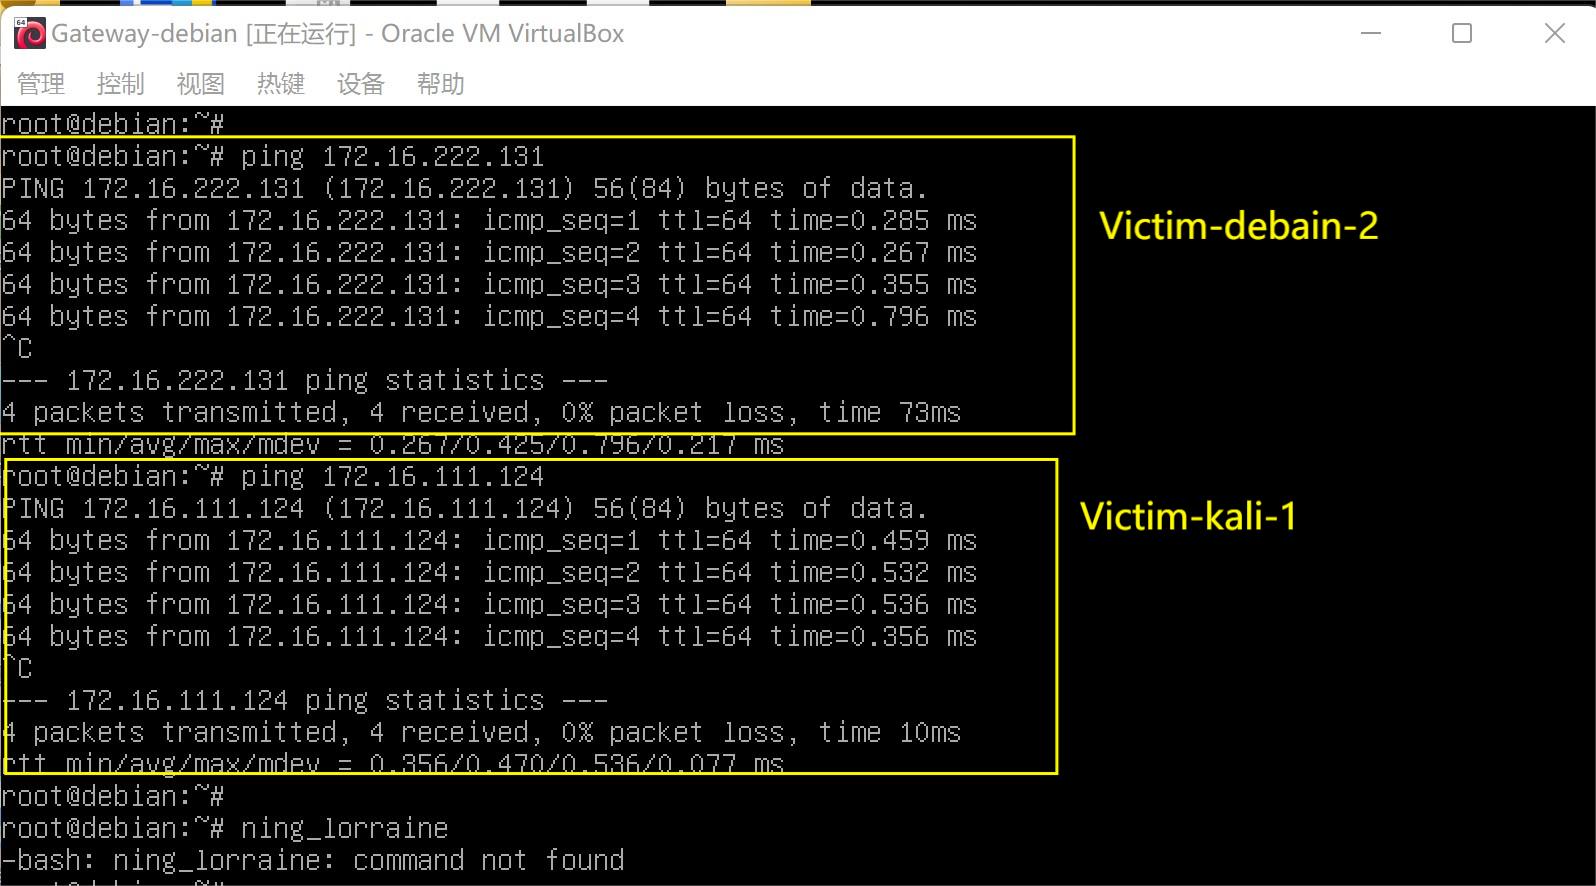 64
Gateway-debian [正在运行] - Oracle VM VirtualBox
管理 控制 视图 热键 设备 帮助
root@debian:~#
root@debian:~# ping 172.16.222.131
PING 172.16.222.131 (172.16.222.131) 56(84) bytes of data.
64 bytes from 172.16.222.131: icmp_seq=1 ttl=64 time=0.285 ms
64 bytes from 172.16.222.131: icmp_seq=2 ttl=64 time=0.267 ms
64 bytes from 172.16.222.131: icmp_seq=3 ttl=64 time=0.355 ms
64 bytes from 172.16.222.131: icmp_seq=4 ttl=64 time=0.796 ms
^C
--- 172.16.222.131 ping statistics ---
4 packets transmitted, 4 received, 0% packet loss, time 73ms
rtt min/avg/max/mdev = 0.267/0.425/0.796/0.217 ms
Victim-debain-2
root@debian:~# ping 172.16.111.124
PING 172.16.111.124 (172.16.111.124) 56(84) bytes of data.
64 bytes from 172.16.111.124: icmp_seq=1 ttl=64 time=0.459 ms
64 bytes from 172.16.111.124: icmp_seq=2 ttl=64 time=0.532 ms
64 bytes from 172.16.111.124: icmp_seq=3 ttl=64 time=0.536 ms
64 bytes from 172.16.111.124: icmp_seq=4 ttl=64 time=0.356 ms
^C
--- 172.16.111.124 ping statistics ---
4 packets transmitted, 4 received, 0% packet loss, time 10ms
rtt min/avg/max/mdev = 0.356/0.470/0.536/0.077 ms
Victim-kali-1
root@debian:~#
root@debian:~# ning_lorraine
-bash: ning_lorraine: command not found